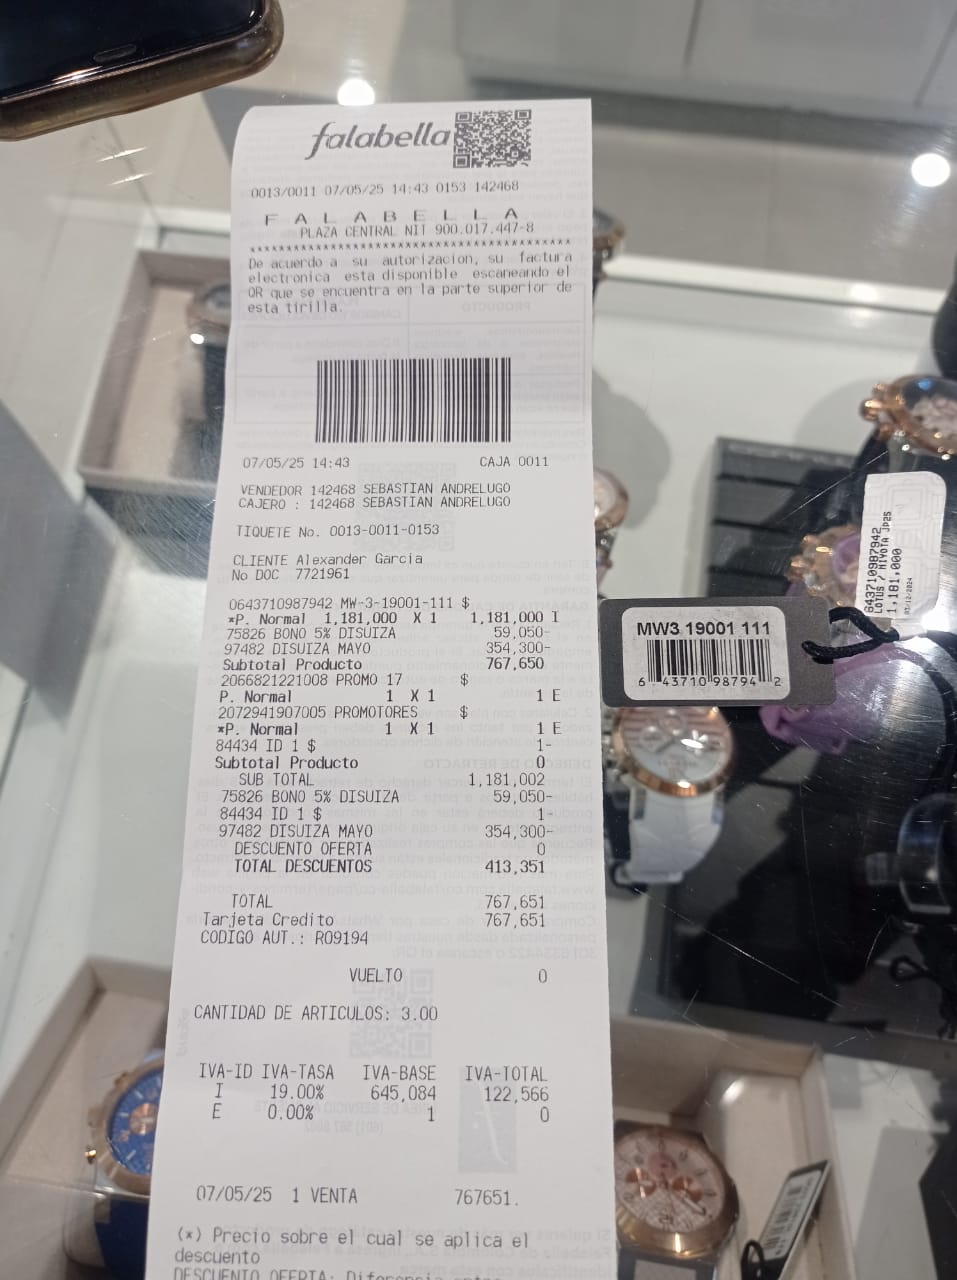 falabella
0013/0011 07/05/25 14:43 0153 142468
F A L A B E L L A
PLAZA CENTRAL NIT 900.017.447-8
****************************************
De acuerdo a su autorizacion, su factura
electronica esta disponible escaneando el
QR que se encuentra en la parte superior de
esta tirilla.
07/05/25 14:43 CAJA 0011
VENDEDOR 142468 SEBASTIAN ANDRELUGO
CAJERO : 142468 SEBASTIAN ANDRELUGO
TIQUETE No. 0013-0011-0153
CLIENTE Alexander Garcia
No DOC 7721961
0643710987942 MW-3-19001-111 $
*P. Normal 1,181,000 X 1 1,181,000 I
75826 BONO 5% DISUIZA 59,050-
97482 DISUIZA MAYO 354,300-
Subtotal Producto 767,650
2066821221008 PROMO 17 $
P. Normal 1 X 1 1 E
2072941907005 PROMOTORES $
*P. Normal 1 X 1 1 E
84434 ID 1 $ 1-
Subtotal Producto 0
SUB TOTAL 1,181,002
75826 BONO 5% DISUIZA 59,050-
84434 ID 1 $ 1-
97482 DISUIZA MAYO 354,300-
DESCUENTO OFERTA 0
TOTAL DESCUENTOS 413,351
TOTAL 767,651
Tarjeta Credito 767,651
CODIGO AUT.: R09194
VUELTO 0
CANTIDAD DE ARTICULOS: 3.00
IVA-ID IVA-TASA IVA-BASE IVA-TOTAL
I 19.00% 645,084 122,566
E 0.00% 1 0
07/05/25 1 VENTA 767651.
(*) Precio sobre el cual se aplica el
descuento
DESCUENTO OFERTA: Diferencia entre
MW3 19001 111
6 43710 98794 2
643710987942
LOTUS / NIVOTA JP25
1,181,000